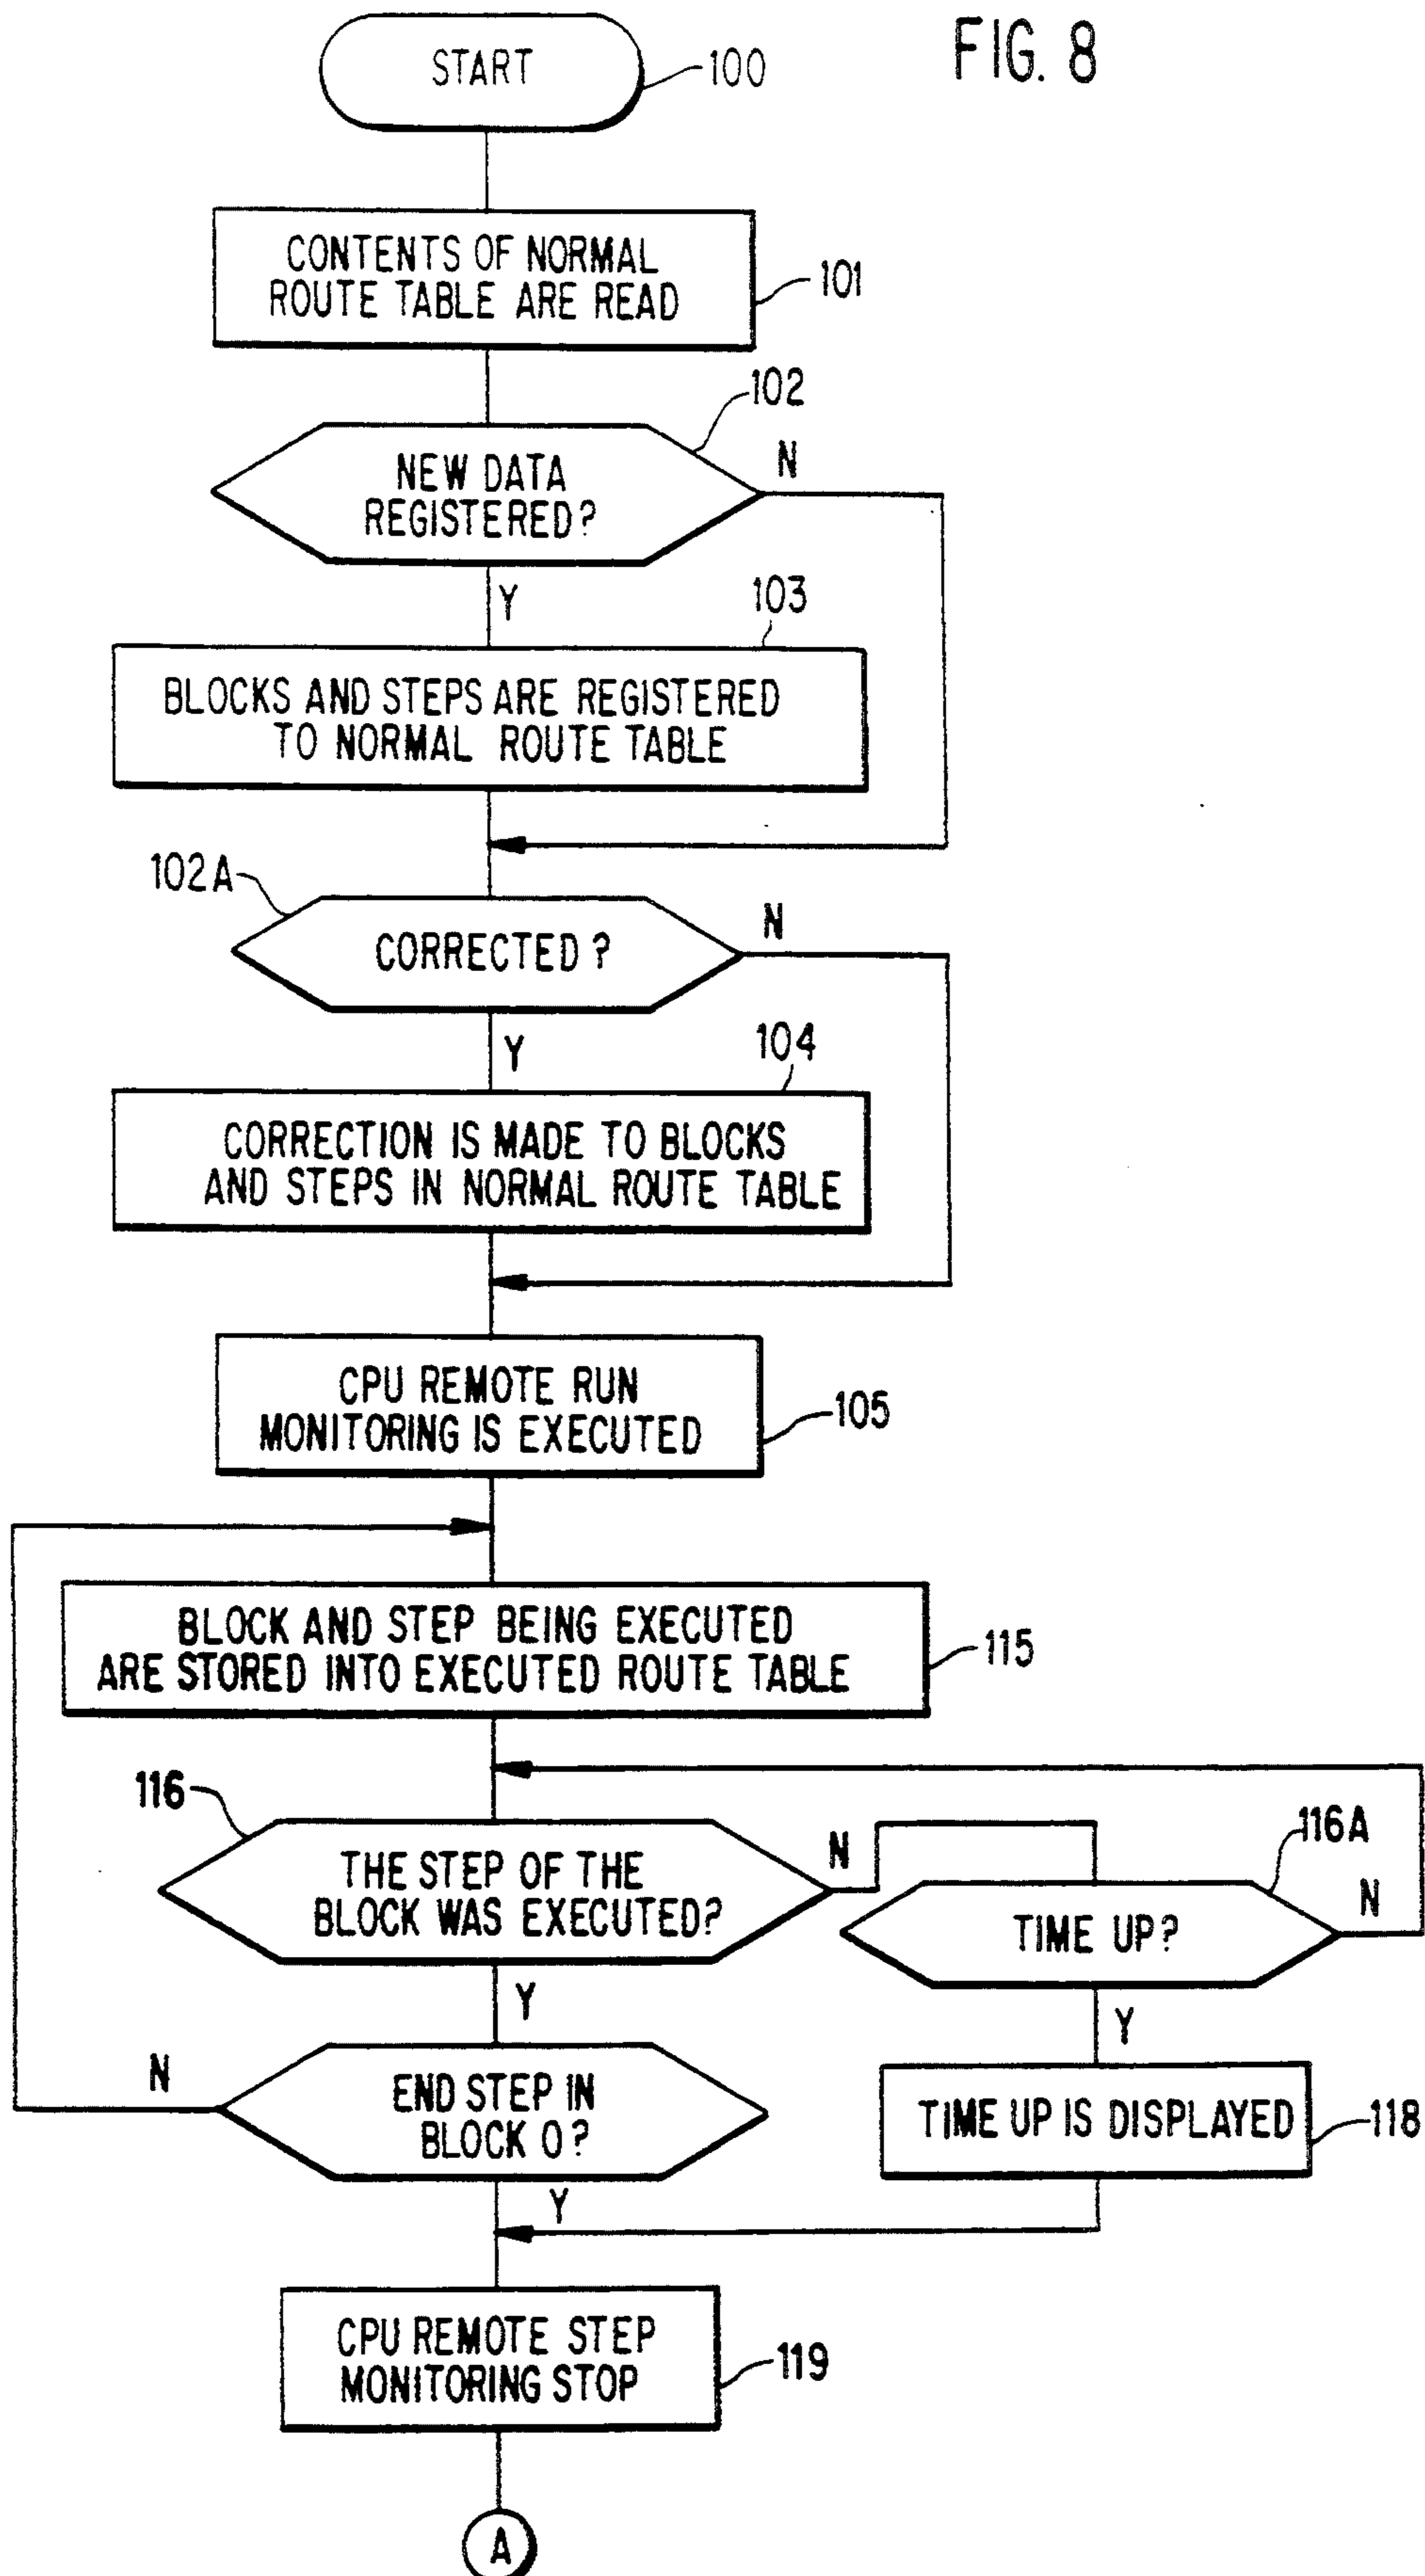 FIG. 8
START
100
CONTENTS OF NORMAL
ROUTE TABLE ARE READ
101
102
NEW DATA
REGISTERED?
N
Y
103
BLOCKS AND STEPS ARE REGISTERED
TO NORMAL ROUTE TABLE
102A
CORRECTED?
N
Y
104
CORRECTION IS MADE TO BLOCKS
AND STEPS IN NORMAL ROUTE TABLE
CPU REMOTE RUN
MONITORING IS EXECUTED
105
BLOCK AND STEP BEING EXECUTED
ARE STORED INTO EXECUTED ROUTE TABLE
115
116
THE STEP OF THE
BLOCK WAS EXECUTED?
N
116A
TIME UP?
N
Y
Y
N
END STEP IN
BLOCK 0?
TIME UP IS DISPLAYED
118
Y
CPU REMOTE STEP
MONITORING STOP
119
A